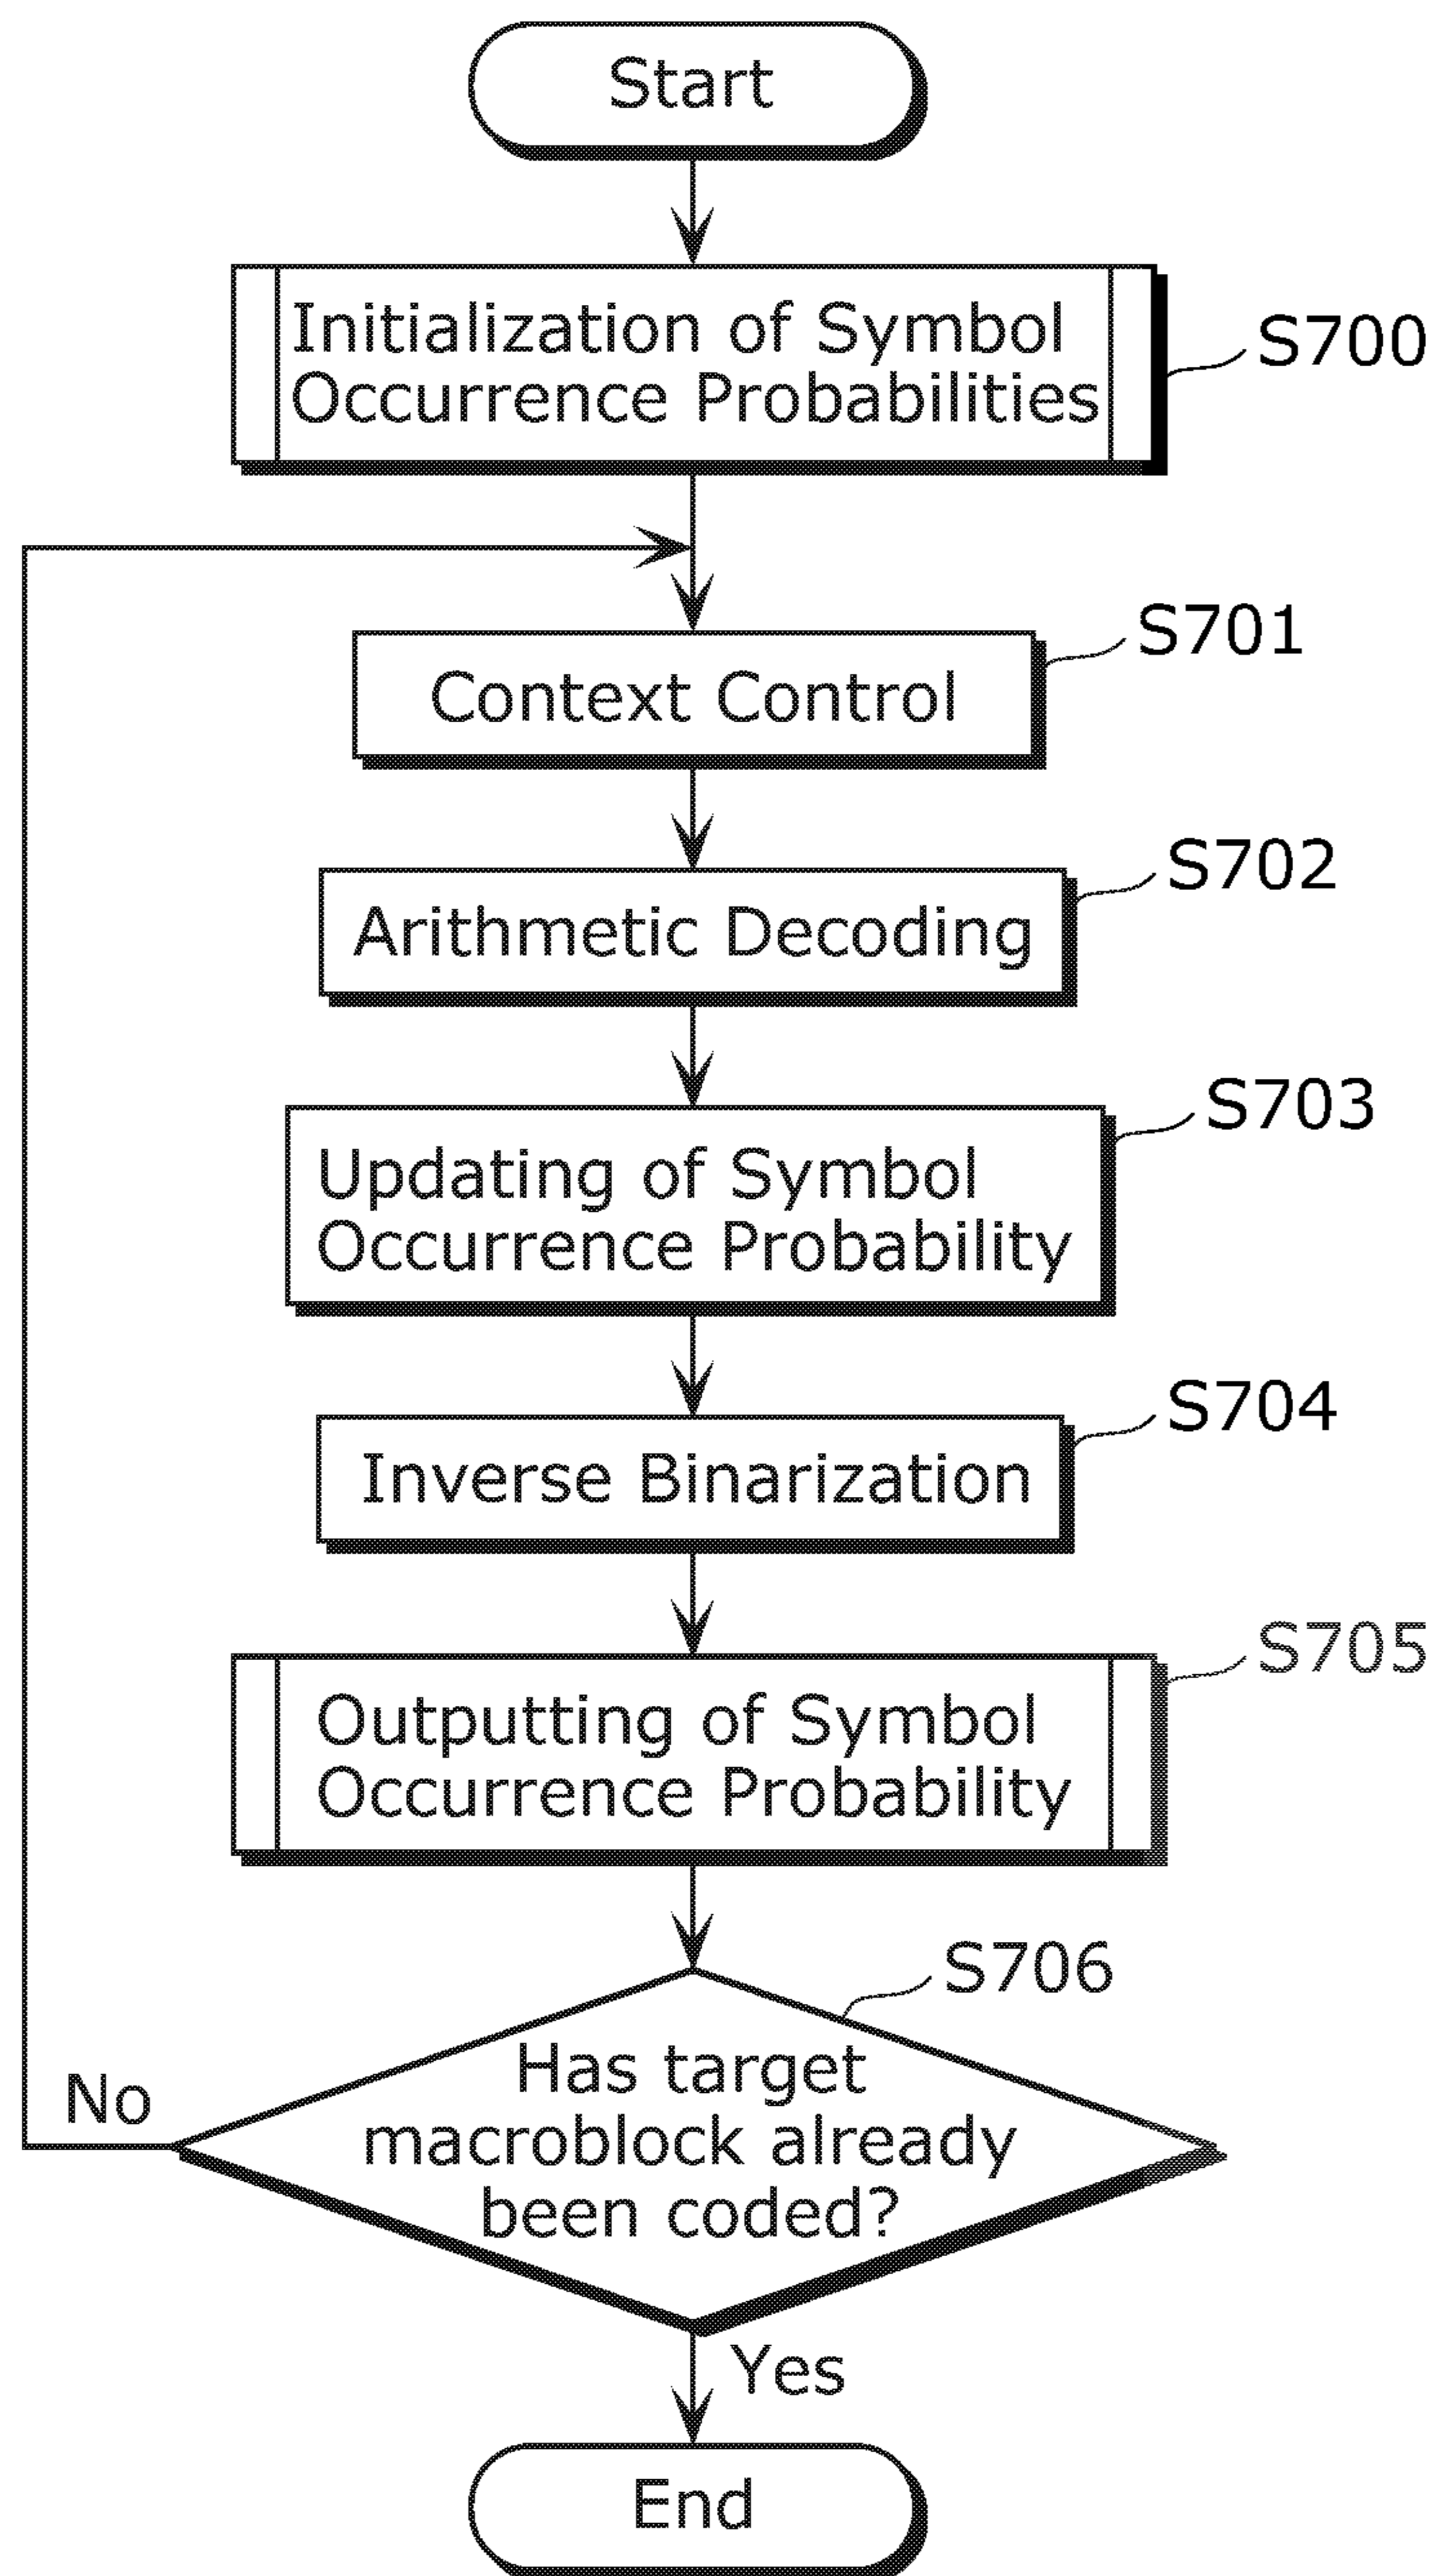 Start
Initialization of Symbol
Occurrence Probabilities
S700
S701
Context Control
S702
Arithmetic Decoding
S703
Updating of Symbol
Occurrence Probability
S704
Inverse Binarization
S705
Outputting of Symbol
Occurrence Probability
S706
Has target
macroblock already
been coded?
No
Yes
End